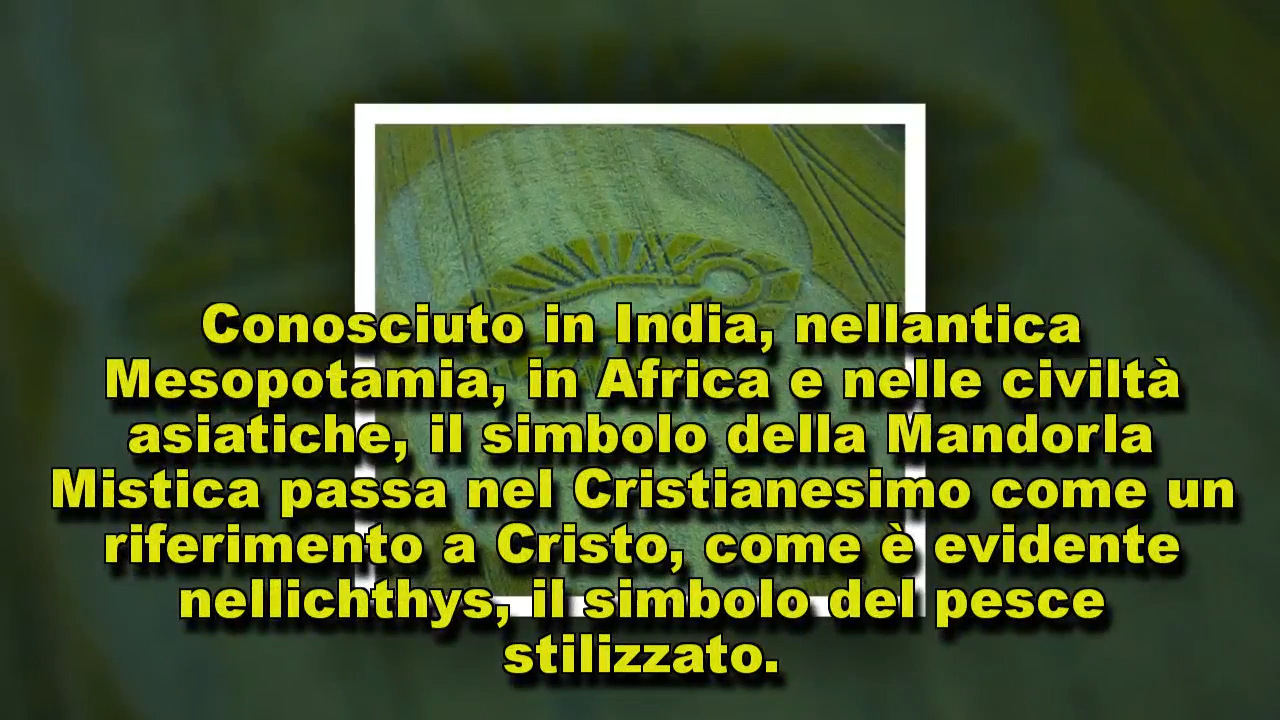 Conosciuto in India, nellantica
Mesopotamia, in Africa e nelle civiltà
asiatiche, il simbolo della Mandorla
Mistica passa nel Cristianesimo come un
riferimento a Cristo, come è evidente
nellichthys, il simbolo del pesce
stilizzato.